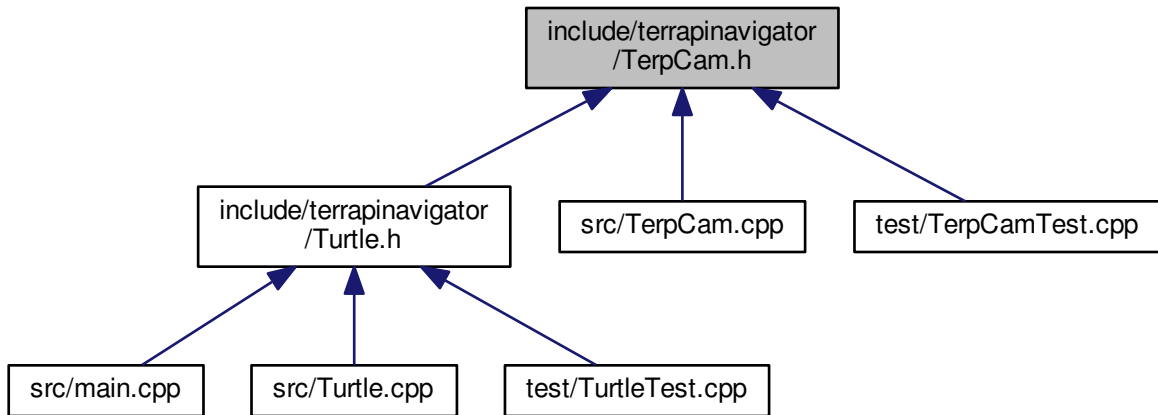 include/terrapinavigator
/TerpCam.h
include/terrapinavigator
/Turtle.h
src/TerpCam.cpp
test/TerpCamTest.cpp
src/main.cpp
src/Turtle.cpp
test/TurtleTest.cpp